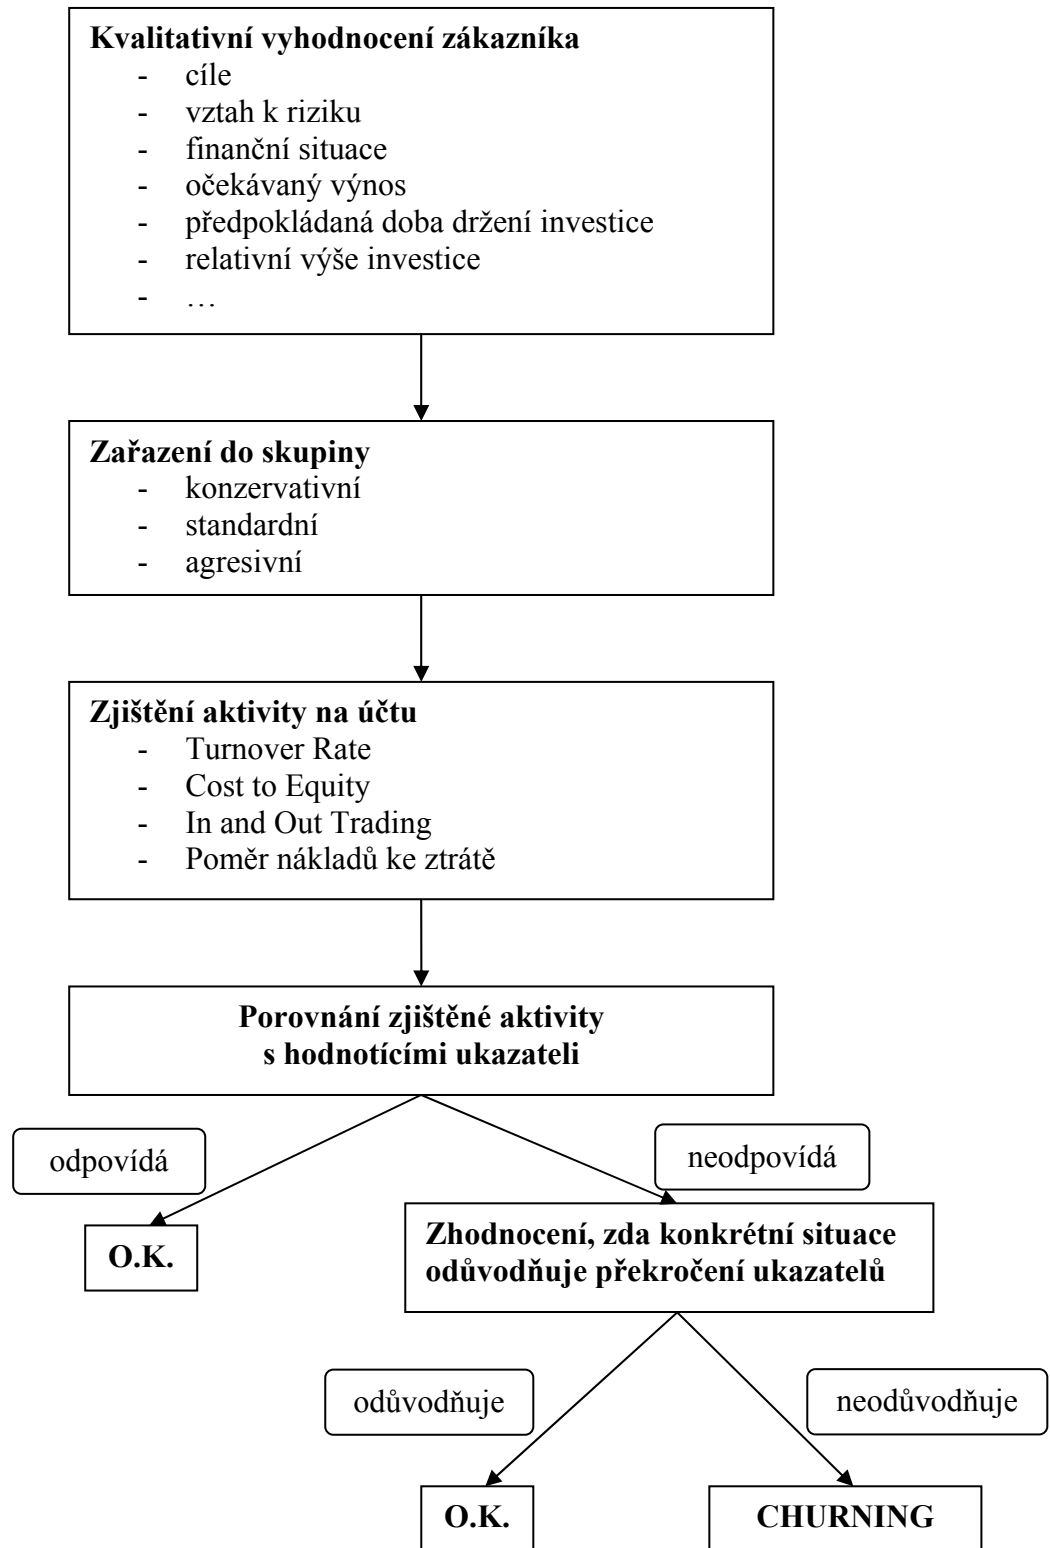 Kvalitativní vyhodnocení zákazníka
- cíle
- vztah k riziku
- finanční situace
- očekávaný výnos
- předpokládaná doba držení investice
- relativní výše investice
- …
Zařazení do skupiny
- konzervativní
- standardní
- agresivní
Zjištění aktivity na účtu
- Turnover Rate
- Cost to Equity
- In and Out Trading
- Poměr nákladů ke ztrátě
Porovnání zjištěné aktivity
s hodnotícími ukazateli
odpovídá
neodpovídá
O.K.
Zhodnocení, zda konkrétní situace
odůvodňuje překročení ukazatelů
odůvodňuje
neodůvodňuje
O.K.
CHURNING